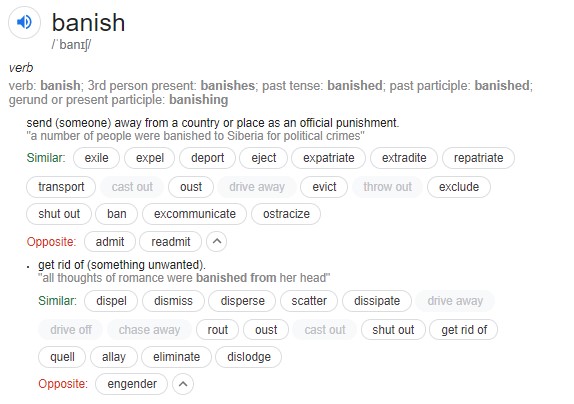 banish
/ˈbanɪʃ/
verb
verb: banish; 3rd person present: banishes; past tense: banished; past participle: banished;
gerund or present participle: banishing
send (someone) away from a country or place as an official punishment.
"a number of people were banished to Siberia for political crimes"
Similar: exile expel deport eject expatriate extradite repatriate
transport cast out oust drive away evict throw out exclude
shut out ban excommunicate ostracize
Opposite: admit readmit
• get rid of (something unwanted).
"all thoughts of romance were banished from her head"
Similar: dispel dismiss disperse scatter dissipate drive away
drive off chase away rout oust cast out shut out get rid of
quell allay eliminate dislodge
Opposite: engender